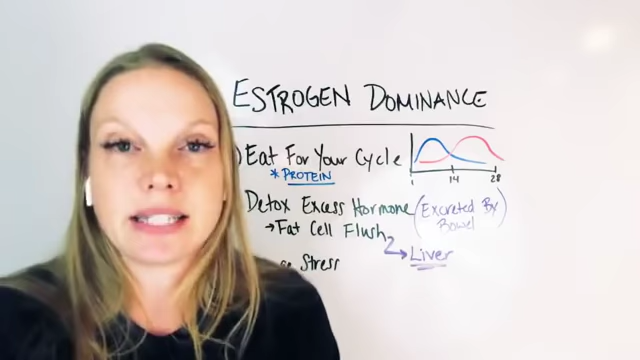 ESTROGEN DOMINANCE
) Eat For Your Cycle
* PROTEIN
1 14 28
Detox Excess Hormone (Excreted By Bowel)
→ Fat Cell Flush
→ Liver
Stress